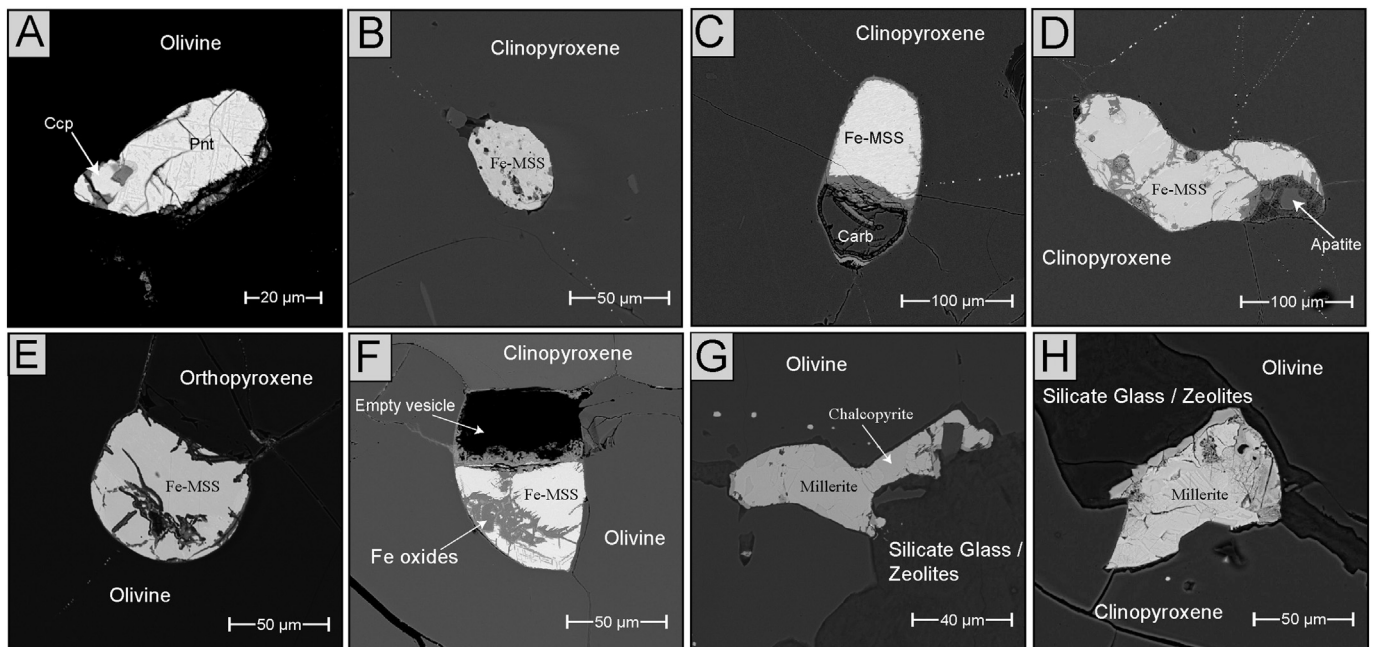 A
Olivine
Ccp
Pnt
20 µm
B
Clinopyroxene
Fe-MSS
50 µm
C
Clinopyroxene
Fe-MSS
Carb
100 µm
D
Fe-MSS
Apatite
Clinopyroxene
100 µm
E
Orthopyroxene
Fe-MSS
Olivine
50 µm
F
Clinopyroxene
Empty vesicle
Fe-MSS
Olivine
Fe oxides
50 µm
G
Olivine
Chalcopyrite
Millerite
Silicate Glass /
Zeolites
40 µm
H
Olivine
Silicate Glass / Zeolites
Millerite
Clinopyroxene
50 µm